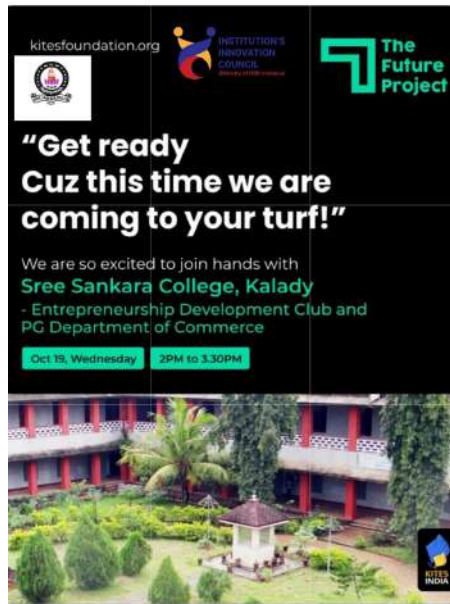 kitesfoundation.org
INSTITUTION'S
INNOVATION
COUNCIL
The
Future
Project
“Get ready
Cuz this time we are
coming to your turf!”
We are so excited to join hands with
Sree Sankara College, Kalady
- Entrepreneurship Development Club and
PG Department of Commerce
Oct 19, Wednesday
2PM to 3.30PM
KITES
INDIA